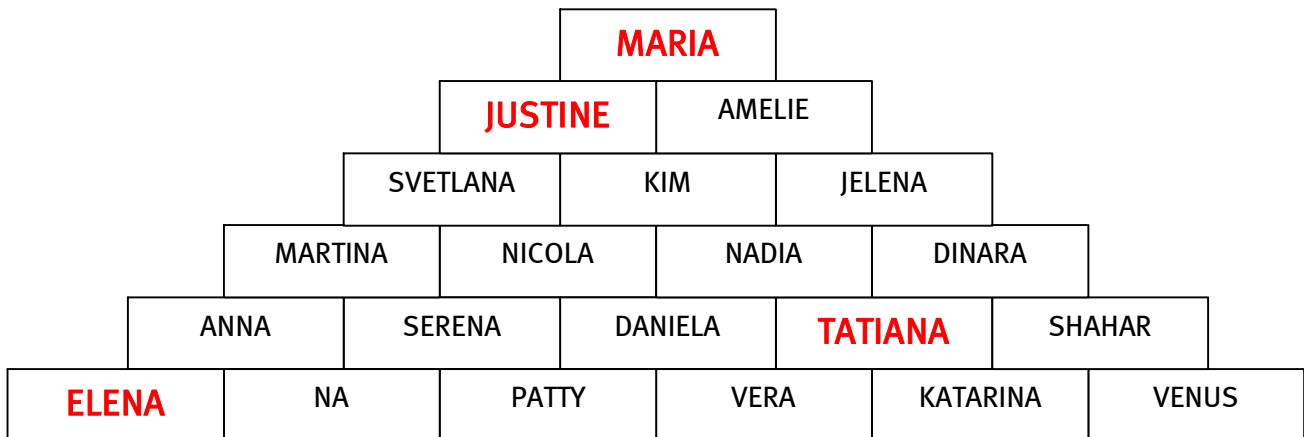 MARIA
JUSTINE AMELIE
SVETLANA KIM JELENA
MARTINA NICOLA NADIA DINARA
ANNA SERENA DANIELA TATIANA SHAHAR
ELENA NA PATTY VERA KATARINA VENUS